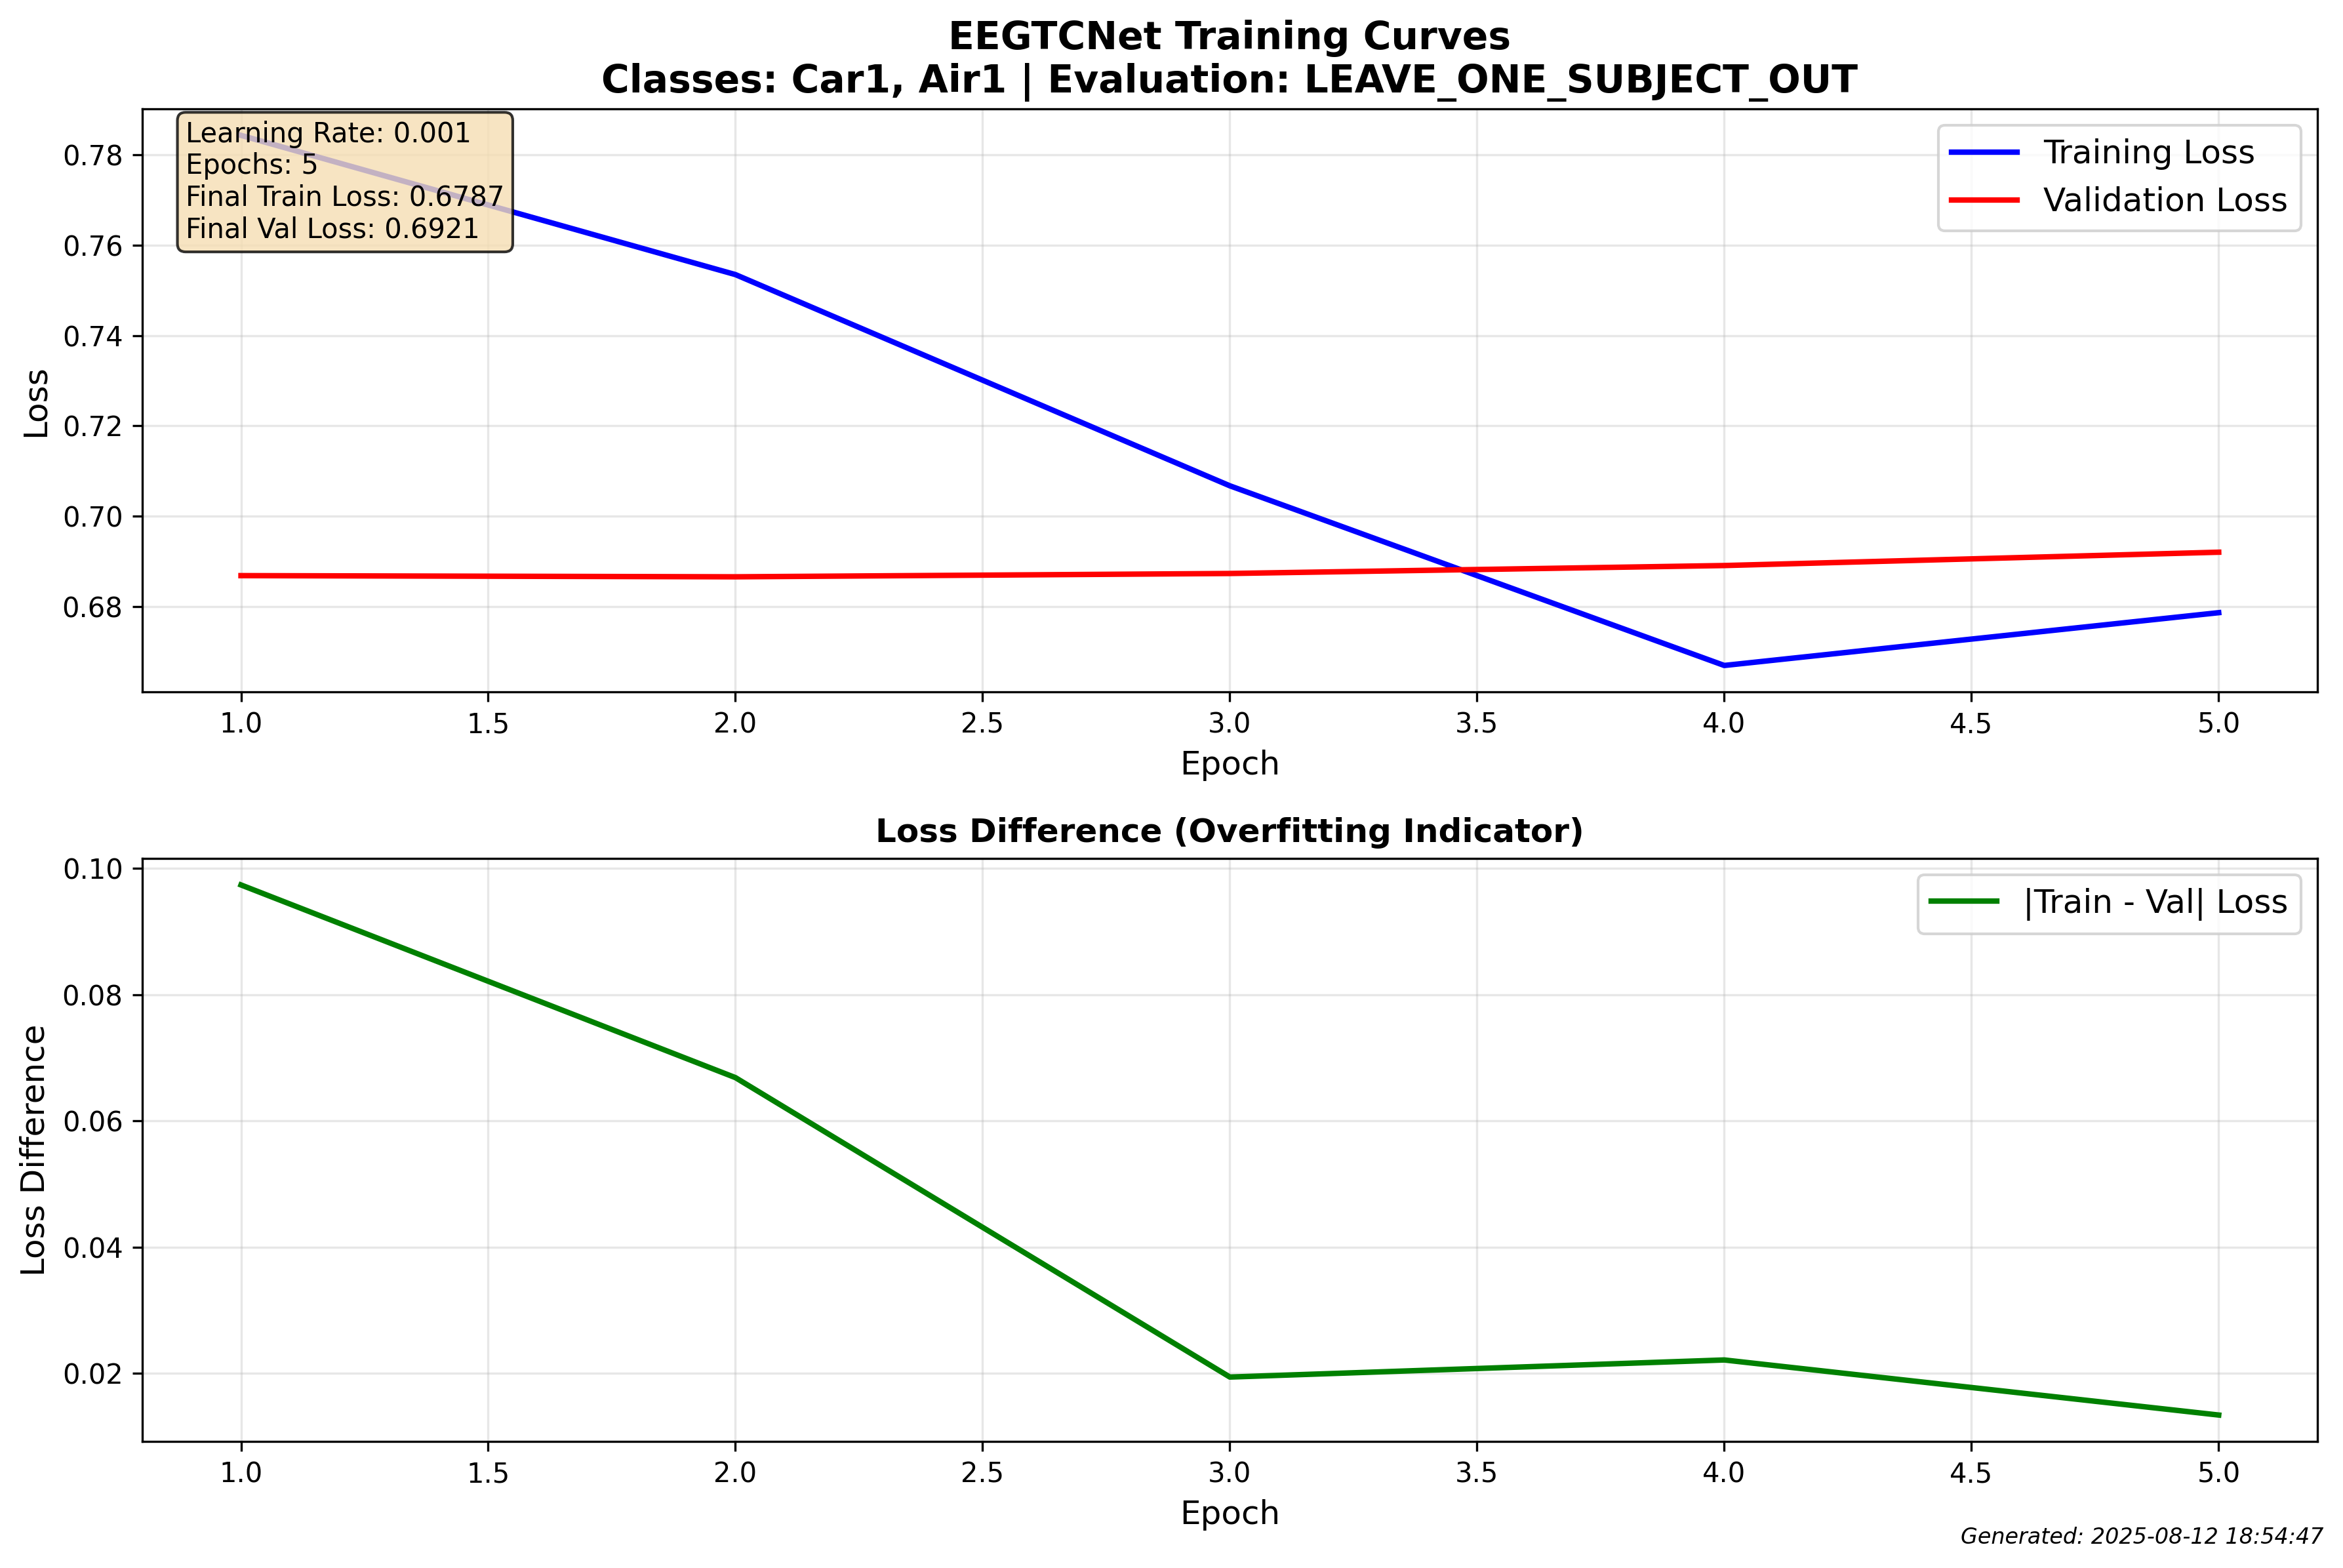 EEGTCNet Training Curves
Classes: Car1, Air1 | Evaluation: LEAVE_ONE_SUBJECT_OUT
Learning Rate: 0.001
Epochs: 5
Final Train Loss: 0.6787
Final Val Loss: 0.6921
Training Loss
Validation Loss
Loss
0.78
0.76
0.74
0.72
0.70
0.68
1.0 1.5 2.0 2.5 3.0 3.5 4.0 4.5 5.0
Epoch
Loss Difference (Overfitting Indicator)
|Train - Val| Loss
Loss Difference
0.10
0.08
0.06
0.04
0.02
1.0 1.5 2.0 2.5 3.0 3.5 4.0 4.5 5.0
Epoch
Generated: 2025-08-12 18:54:47